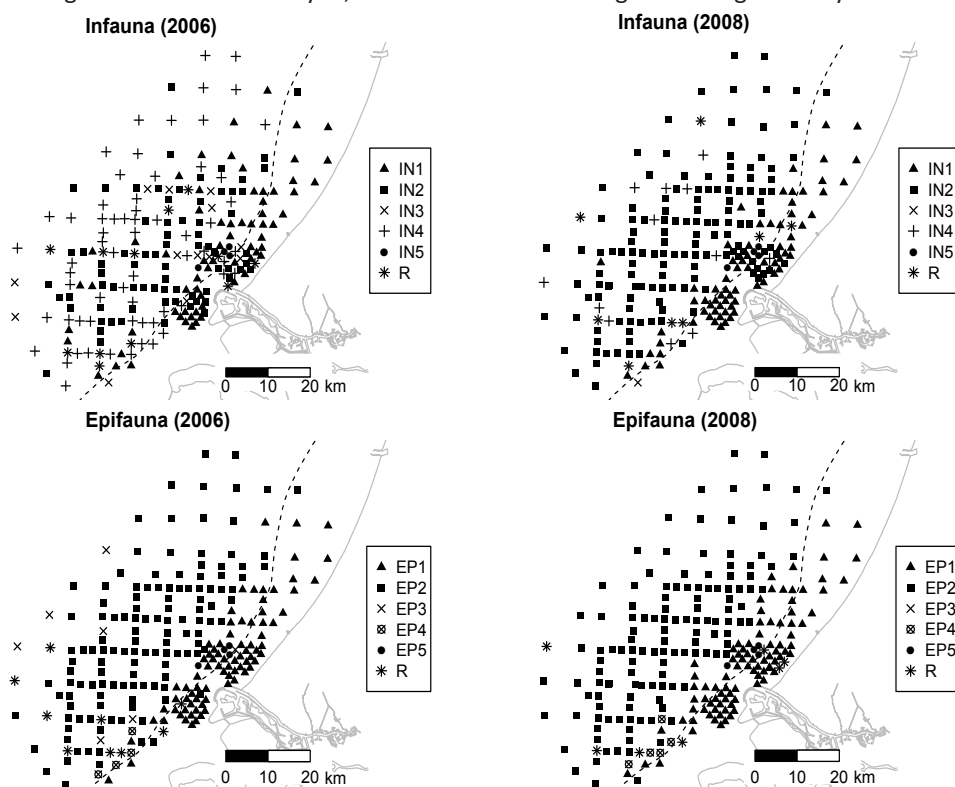 Infauna (2006)
Infauna (2008)
IN1
IN2
IN3
IN4
IN5
R
IN1
IN2
IN3
IN4
IN5
R
0 10 20 km
0 10 20 km
Epifauna (2006)
Epifauna (2008)
EP1
EP2
EP3
EP4
EP5
R
EP1
EP2
EP3
EP4
EP5
R
0 10 20 km
0 10 20 km